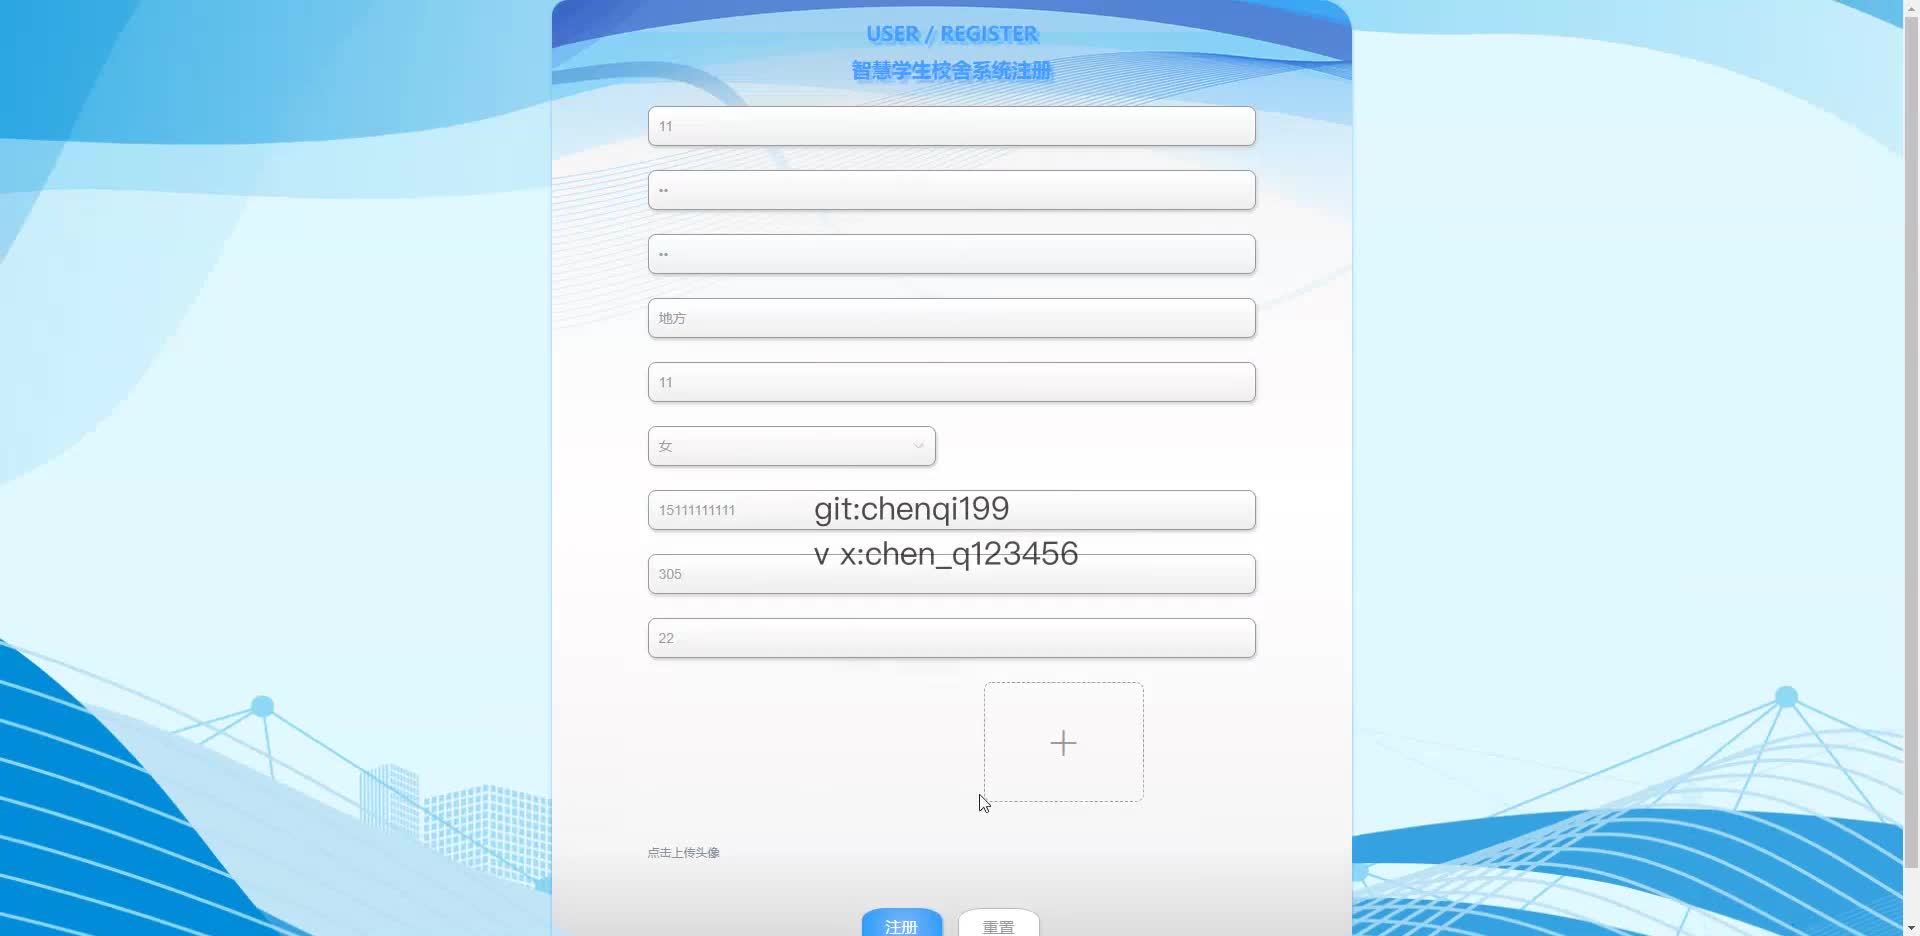 USER / REGISTER
智慧学生校舍系统注册
11
••
••
地方
11
女
15111111111
git:chenqi199
v x:chen_q123456
305
22
点击上传头像
注册
重置